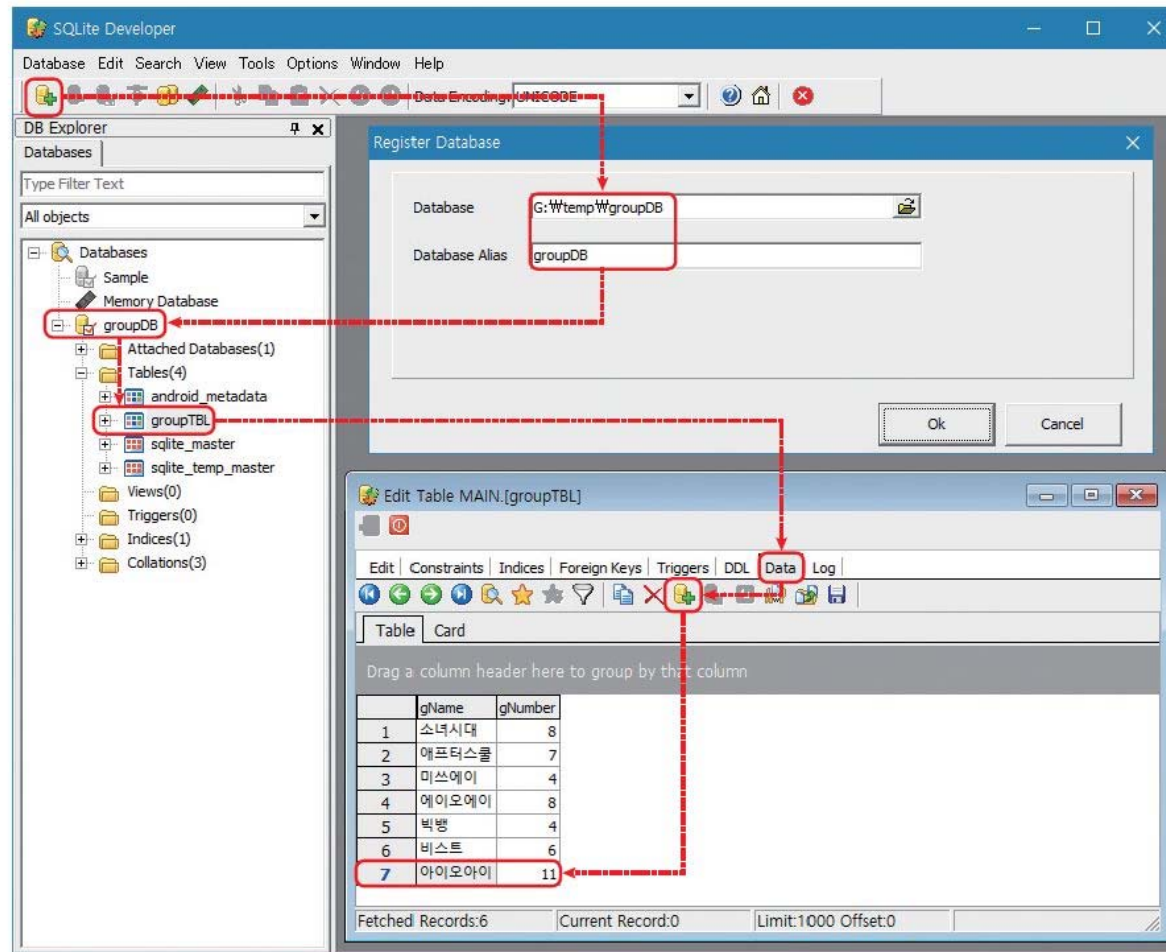 SQLite Developer
Database Edit Search View Tools Options Window Help
Data Encoding: UNICODE
DB Explorer
Databases
Type Filter Text
All objects
Databases
Sample
Memory Database
groupDB
Attached Databases(1)
Tables(4)
android_metadata
groupTBL
sqlite_master
sqlite_temp_master
Views(0)
Triggers(0)
Indices(1)
Collations(3)
Register Database
Database G:₩temp₩groupDB
Database Alias groupDB
Ok Cancel
Edit Table MAIN.[groupTBL]
Edit Constraints Indices Foreign Keys Triggers DDL Data Log
Table Card
Drag a column header here to group by that column
gName gNumber
1 소녀시대 8
2 애프터스쿨 7
3 미쓰에이 4
4 에이오에이 8
5 빅뱅 4
6 비스트 6
7 아이오아이 11
Fetched Records:6 Current Record:0 Limit:1000 Offset:0